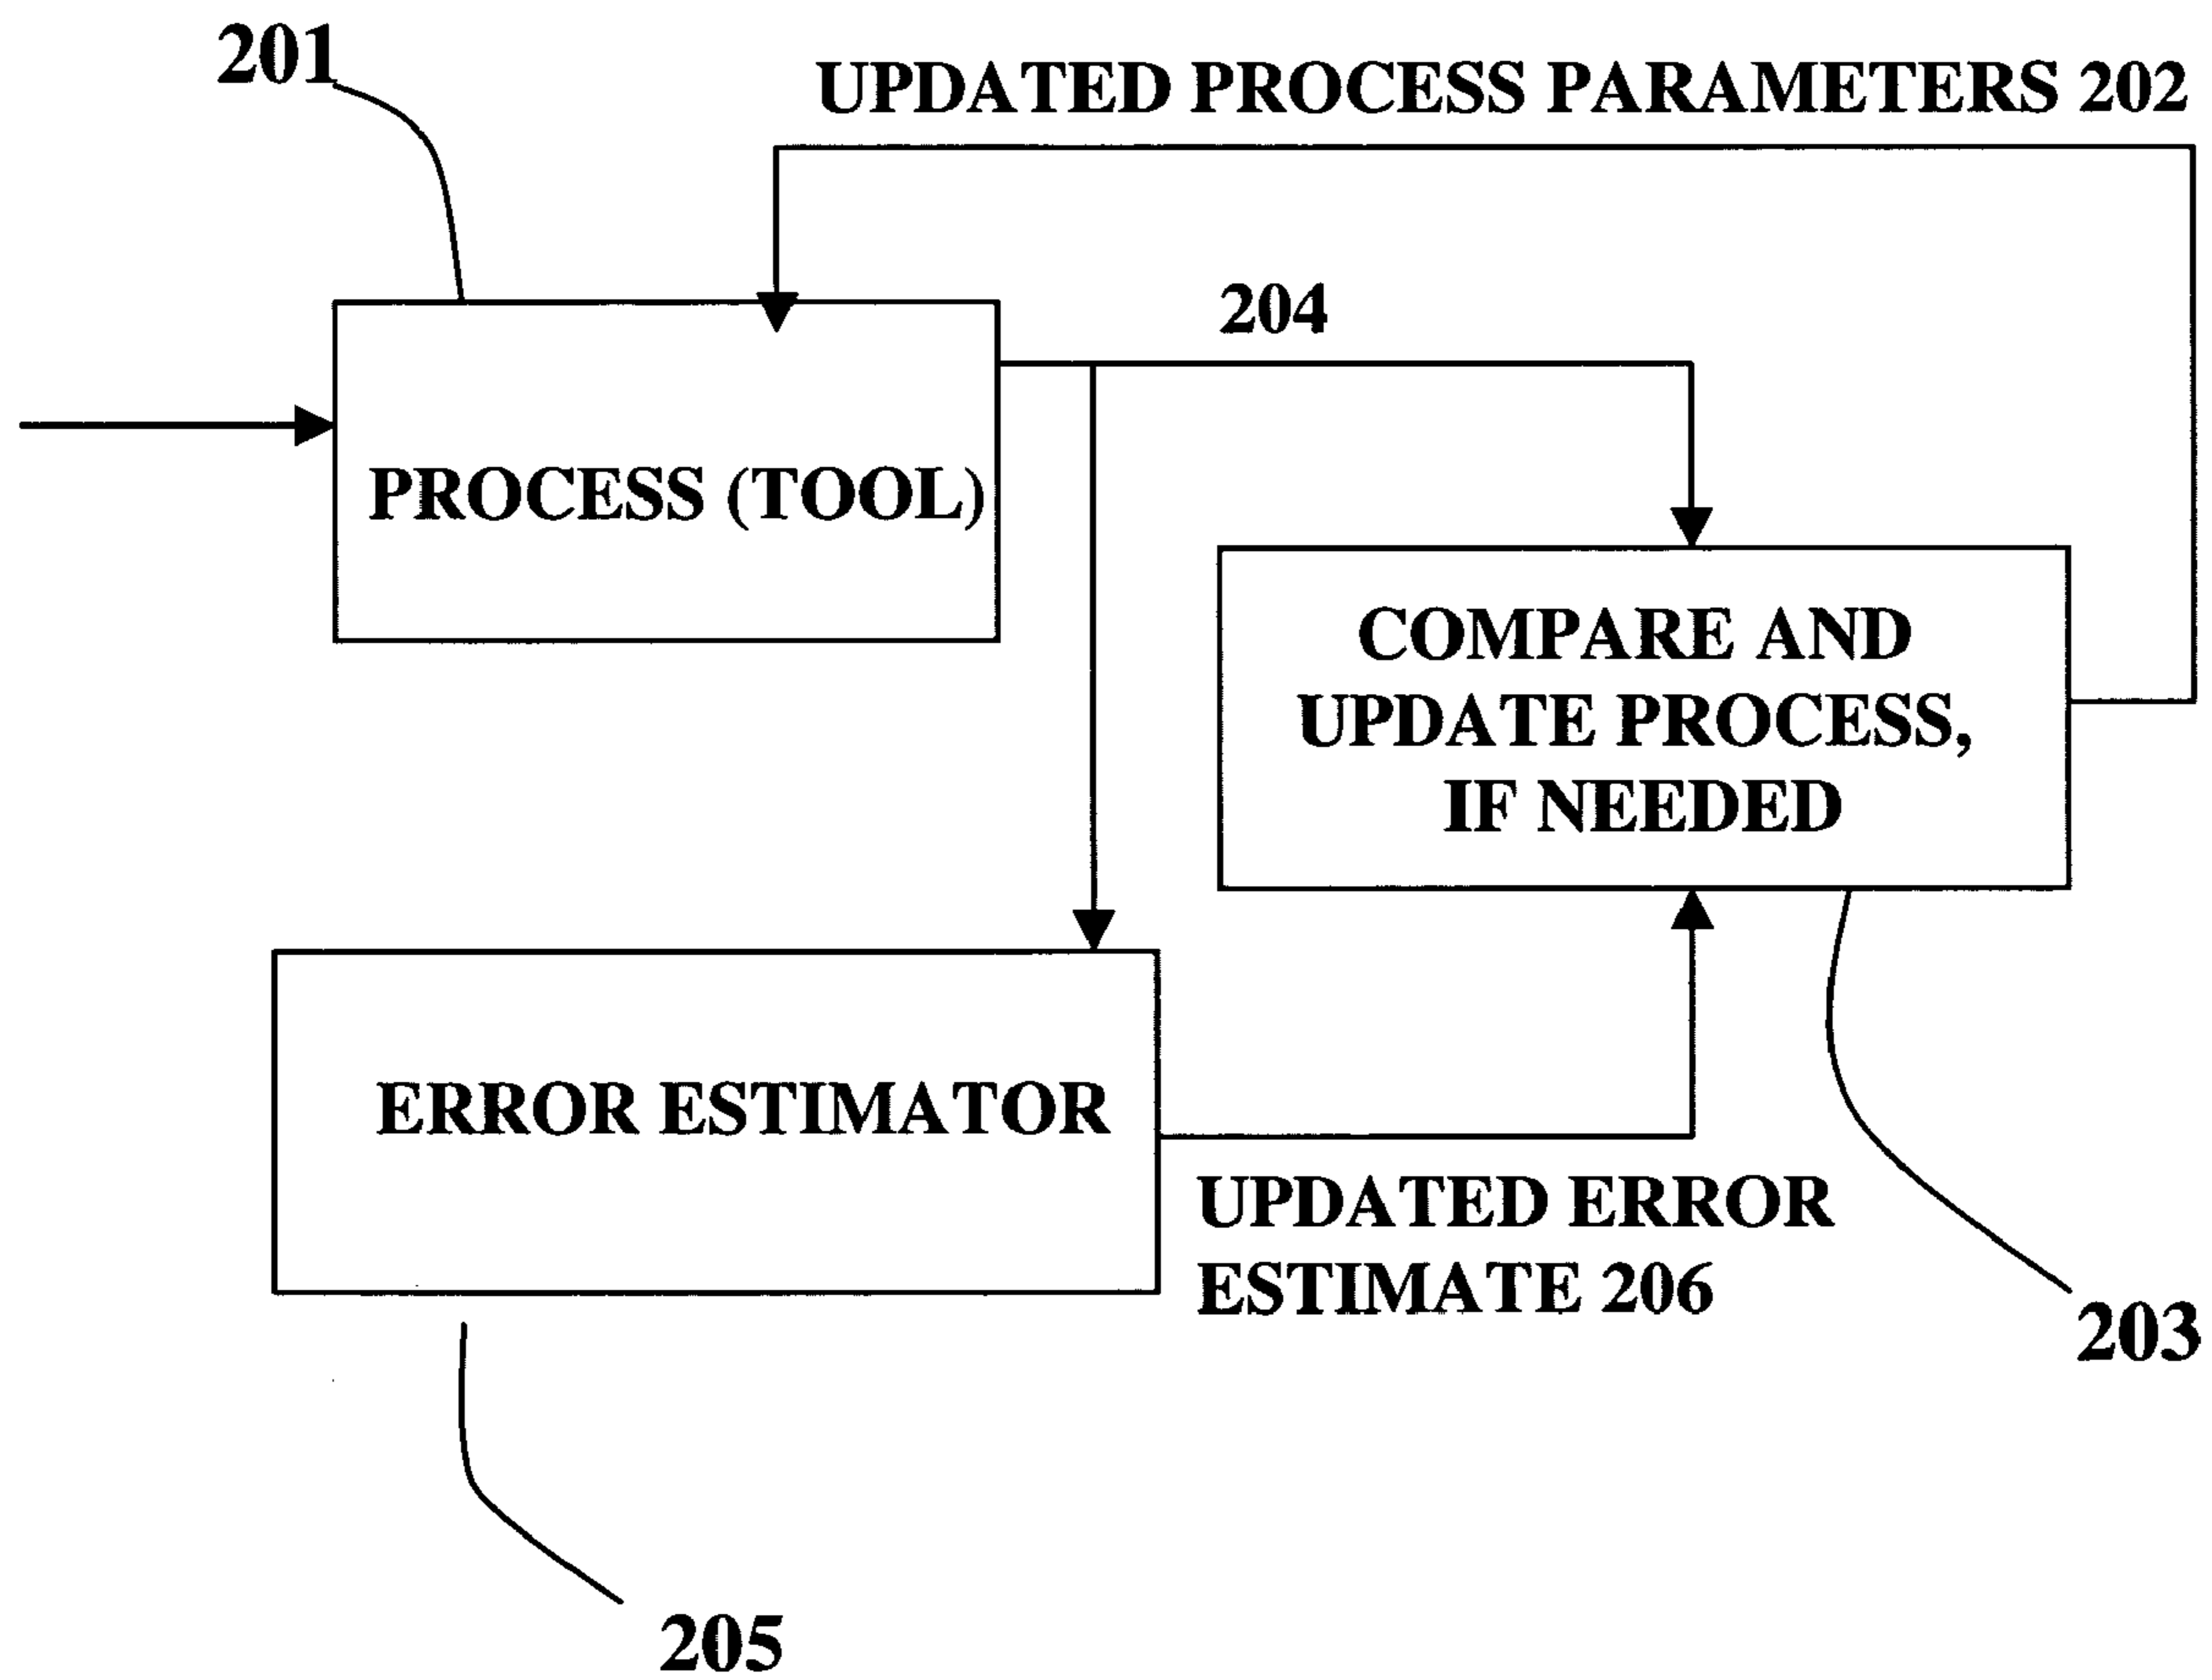 201
UPDATED PROCESS PARAMETERS 202
204
PROCESS (TOOL)
COMPARE AND
UPDATE PROCESS,
IF NEEDED
ERROR ESTIMATOR
UPDATED ERROR
ESTIMATE 206
203
205